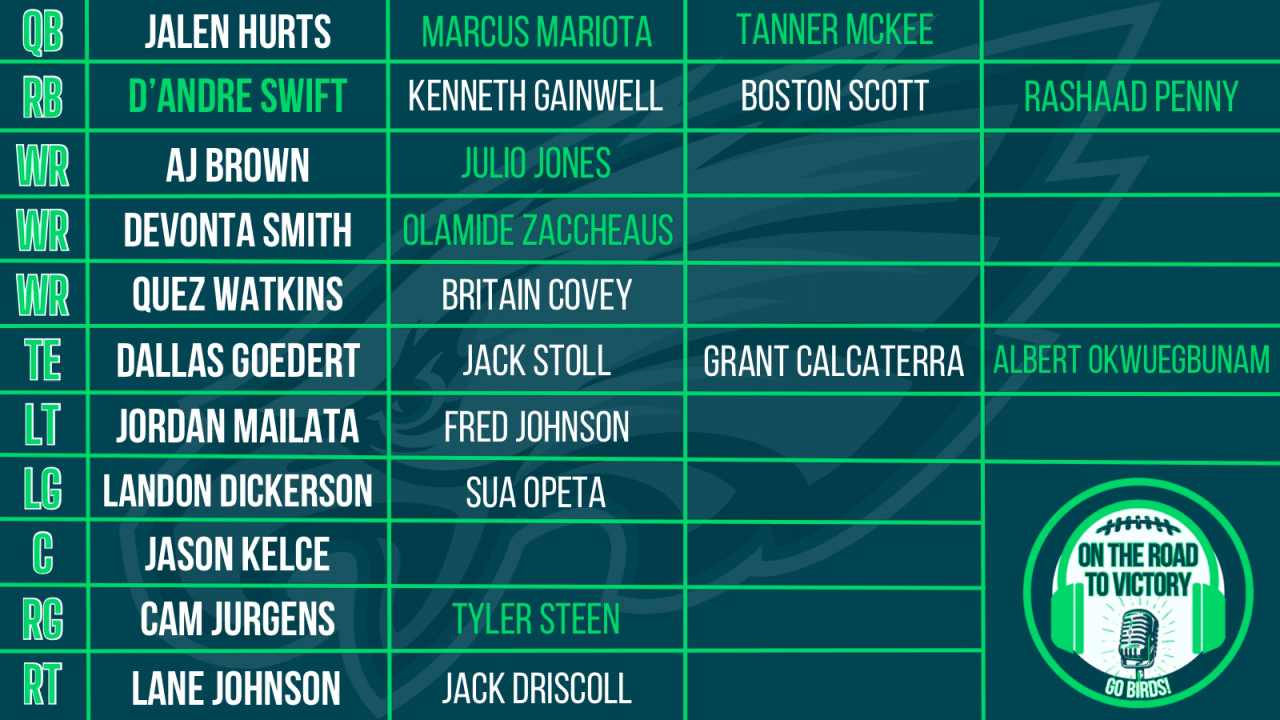 QB JALEN HURTS MARCUS MARIOTA TANNER MCKEE
RB D’ANDRE SWIFT KENNETH GAINWELL BOSTON SCOTT RASHAAD PENNY
WR AJ BROWN JULIO JONES
WR DEVONTA SMITH OLAMIDE ZACCHEAUS
WR QUEZ WATKINS BRITAIN COVEY
TE DALLAS GOEDERT JACK STOLL GRANT CALCATERRA ALBERT OKWUEGBUNAM
LT JORDAN MAILATA FRED JOHNSON
LG LANDON DICKERSON SUA OPETA
C JASON KELCE
RG CAM JURGENS TYLER STEEN
RT LANE JOHNSON JACK DRISCOLL
ON THE ROAD
TO VICTORY
GO BIRDS!